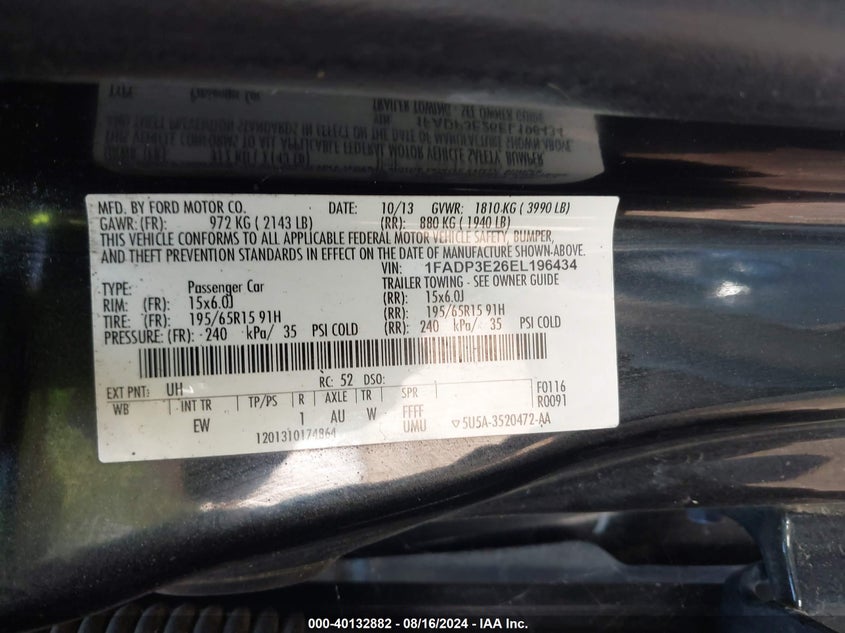 MFD. BY FORD MOTOR CO. DATE: 10/13 GVWR: 1810 KG ( 3990 LB)
GAWR: (FR): 972 KG ( 2143 LB) (RR): 880 KG ( 1940 LB)
THIS VEHICLE CONFORMS TO ALL APPLICABLE FEDERAL MOTOR VEHICLE SAFETY, BUMPER,
AND THEFT PREVENTION STANDARDS IN EFFECT ON THE DATE OF MANUFACTURE SHOWN-ABOVE.
VIN: 1FADP3E26EL196434
TYPE: Passenger Car TRAILER TOWING - SEE OWNER GUIDE
RIM: (FR): 15x6.0J (RR): 15x6.0J
TIRE: (FR): 195/65R15 91H (RR): 195/65R15 91H
PRESSURE: (FR): 240 kPa/ 35 PSI COLD (RR): 240 kPa/ 35 PSI COLD
EXT PNT: UH RC: 52 DSO: F0116
WB INT TR TP/PS R AXLE TR SPR R0091
EW 1 AU W FFFF
UMU 5U5A-3520472-AA
1201310174864
000-40132882 - 08/16/2024 - IAA Inc.